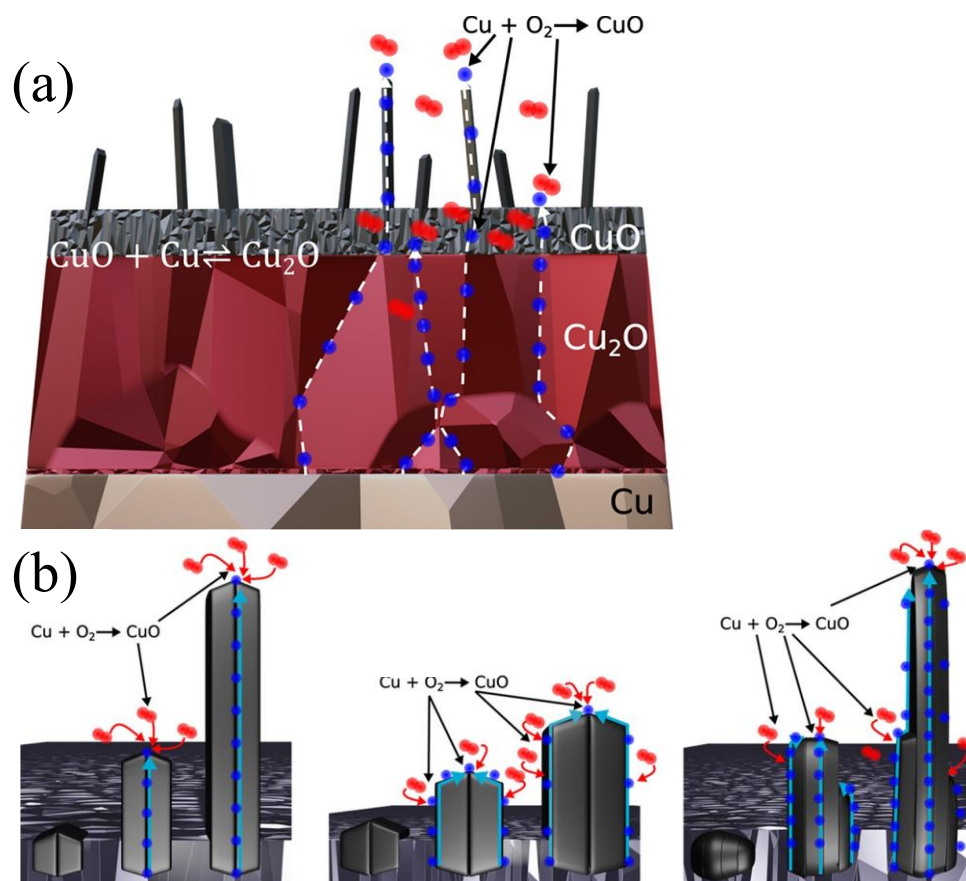 (a)
Cu + O₂→CuO
CuO
CuO + Cu⇌ Cu₂O
Cu₂O
Cu
(b)
Cu + O₂→CuO
Cu + O₂→CuO
Cu + O₂→CuO